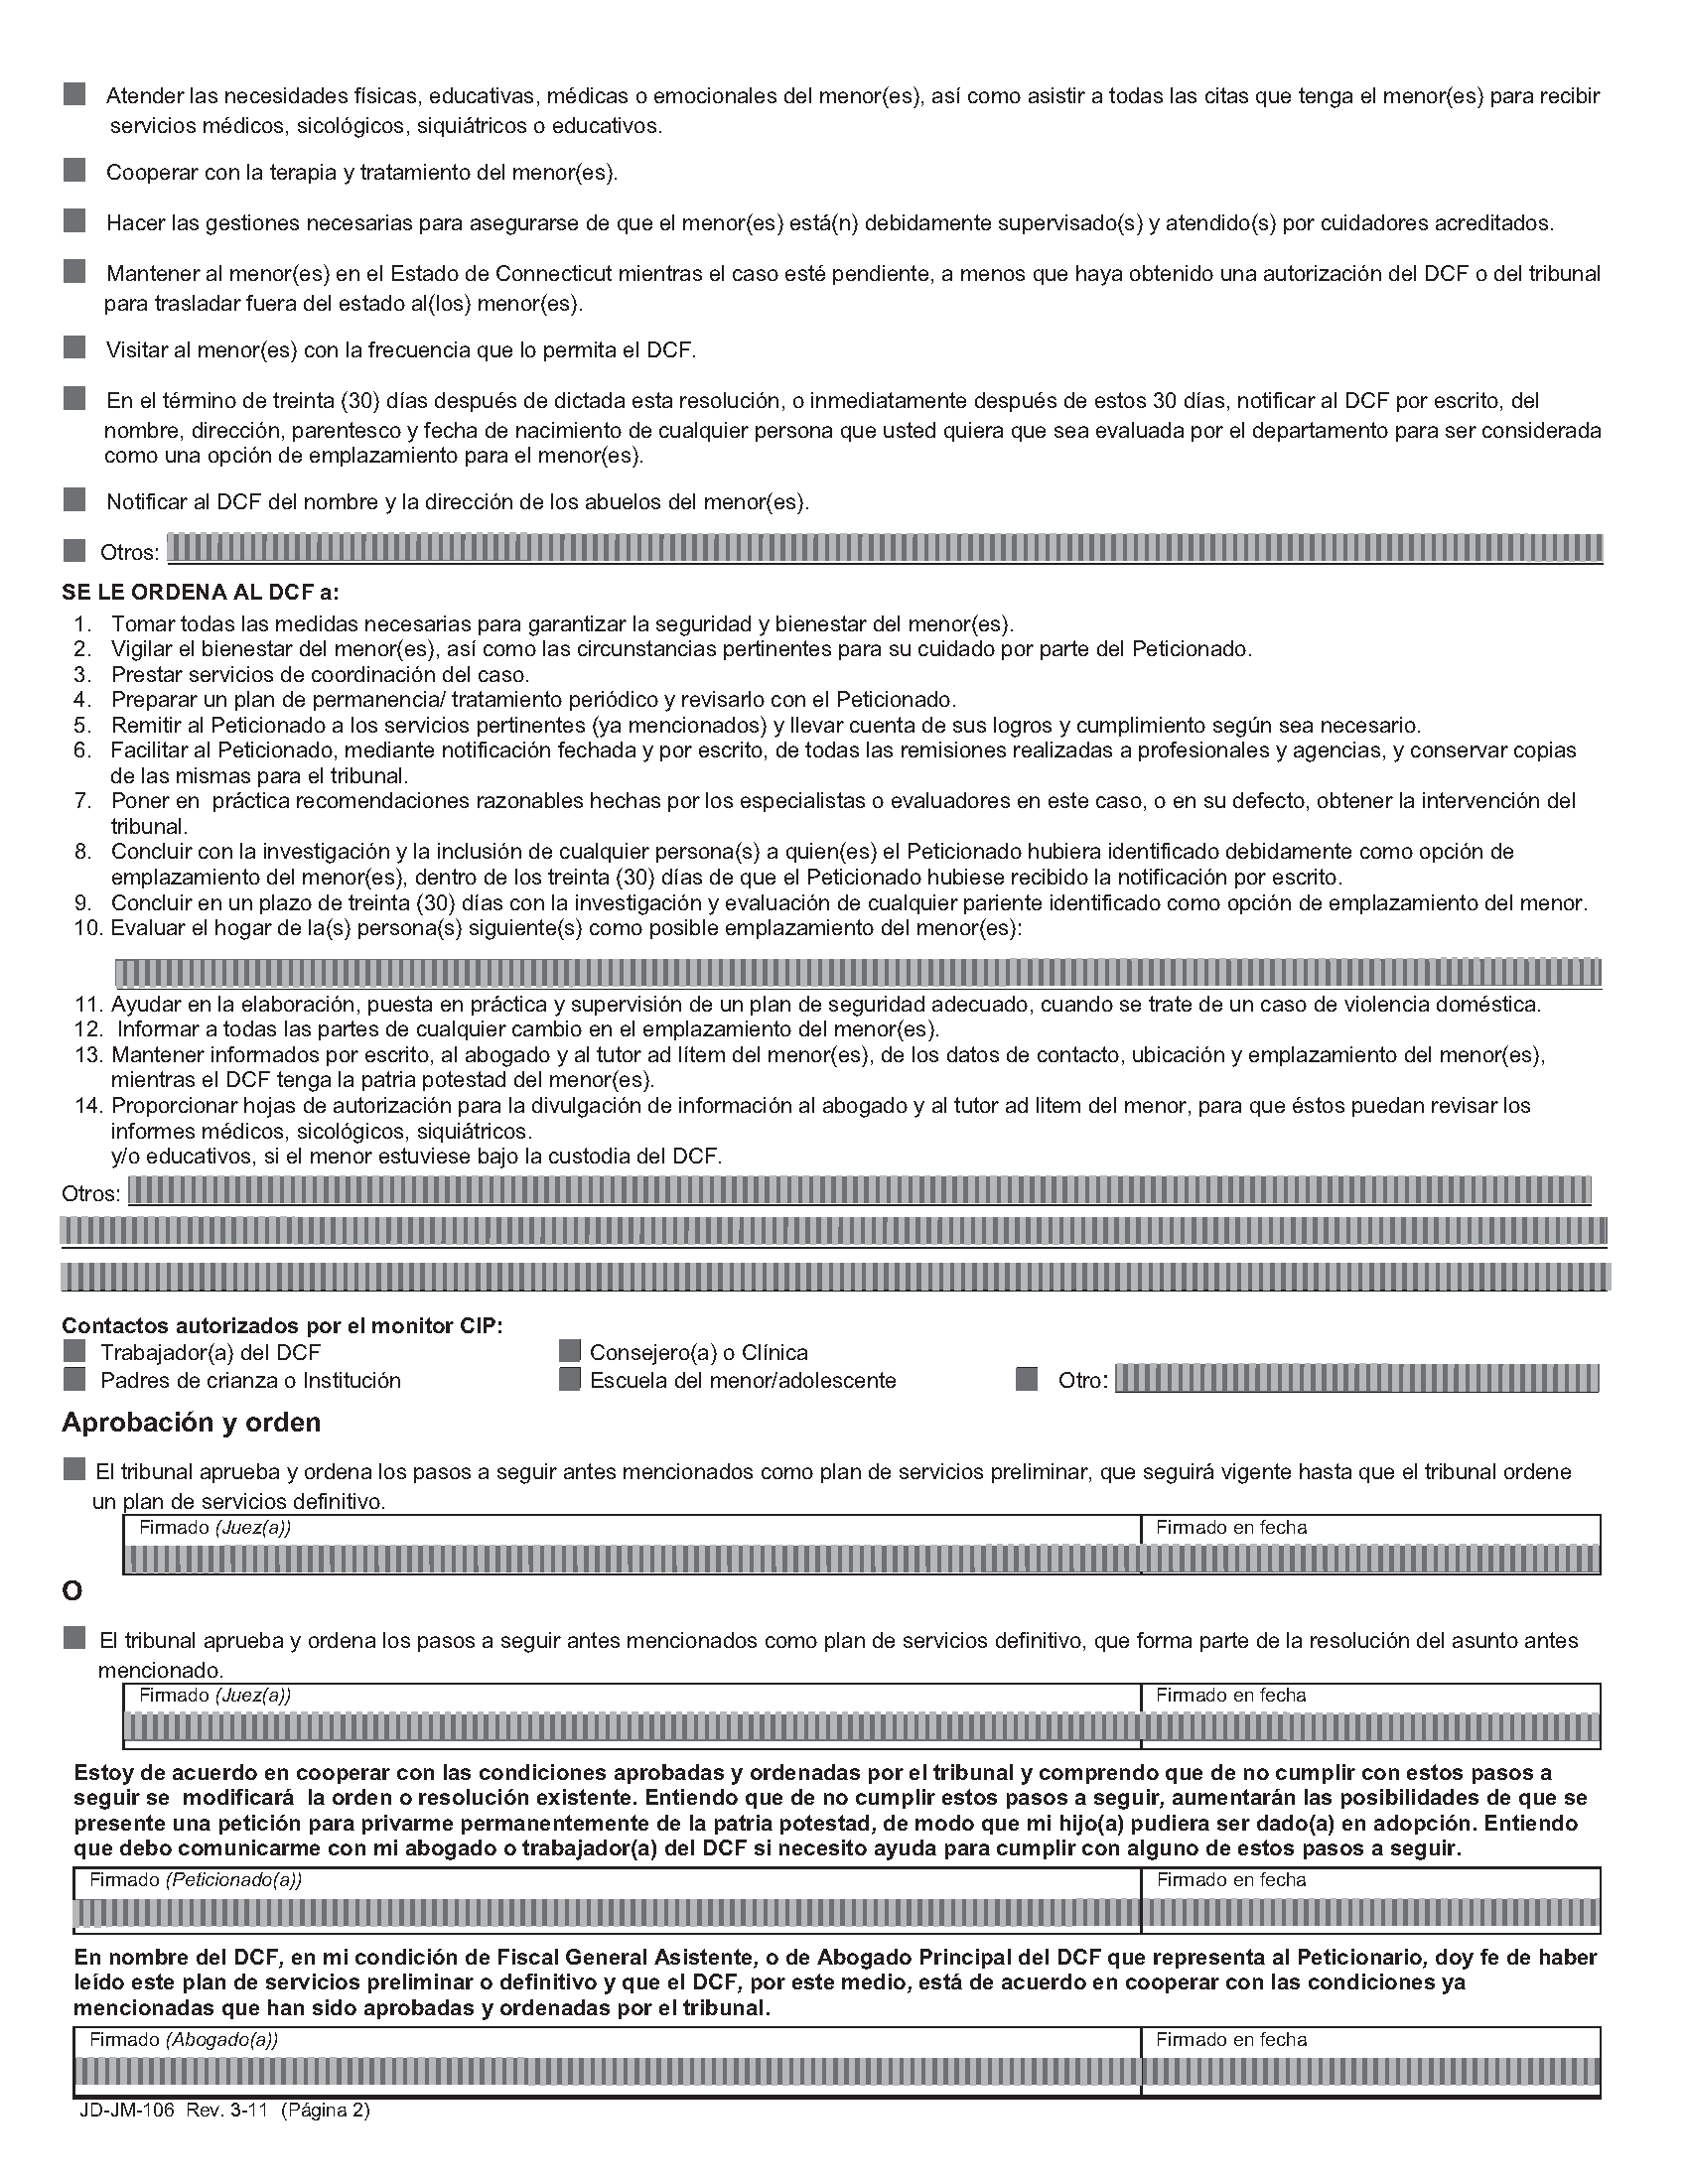 Atender las necesidades físicas, educativas, médicas o emocionales del menor(es), así como asistir a todas las citas que tenga el menor(es) para recibir
servicios médicos, sicológicos, siquiátricos o educativos.
Cooperar con la terapia y tratamiento del menor(es).
Hacer las gestiones necesarias para asegurarse de que el menor(es) está(n) debidamente supervisado(s) y atendido(s) por cuidadores acreditados.
Mantener al menor(es) en el Estado de Connecticut mientras el caso esté pendiente, a menos que haya obtenido una autorización del DCF o del tribunal
para trasladar fuera del estado al(los) menor(es).
Visitar al menor(es) con la frecuencia que lo permita el DCF.
En el término de treinta (30) días después de dictada esta resolución, o inmediatamente después de estos 30 días, notificar al DCF por escrito, del
nombre, dirección, parentesco y fecha de nacimiento de cualquier persona que usted quiera que sea evaluada por el departamento para ser considerada
como una opción de emplazamiento para el menor(es).
Notificar al DCF del nombre y la dirección de los abuelos del menor(es).
Otros:
SE LE ORDENA AL DCF a:
1. Tomar todas las medidas necesarias para garantizar la seguridad y bienestar del menor(es).
2. Vigilar el bienestar del menor(es), así como las circunstancias pertinentes para su cuidado por parte del Peticionado.
3. Prestar servicios de coordinación del caso.
4. Preparar un plan de permanencia/ tratamiento periódico y revisarlo con el Peticionado.
5. Remitir al Peticionado a los servicios pertinentes (ya mencionados) y llevar cuenta de sus logros y cumplimiento según sea necesario.
6. Facilitar al Peticionado, mediante notificación fechada y por escrito, de todas las remisiones realizadas a profesionales y agencias, y conservar copias
de las mismas para el tribunal.
7. Poner en práctica recomendaciones razonables hechas por los especialistas o evaluadores en este caso, o en su defecto, obtener la intervención del
tribunal.
8. Concluir con la investigación y la inclusión de cualquier persona(s) a quien(es) el Peticionado hubiera identificado debidamente como opción de
emplazamiento del menor(es), dentro de los treinta (30) días de que el Peticionado hubiese recibido la notificación por escrito.
9. Concluir en un plazo de treinta (30) días con la investigación y evaluación de cualquier pariente identificado como opción de emplazamiento del menor.
10. Evaluar el hogar de la(s) persona(s) siguiente(s) como posible emplazamiento del menor(es):
11. Ayudar en la elaboración, puesta en práctica y supervisión de un plan de seguridad adecuado, cuando se trate de un caso de violencia doméstica.
12. Informar a todas las partes de cualquier cambio en el emplazamiento del menor(es).
13. Mantener informados por escrito, al abogado y al tutor ad lítem del menor(es), de los datos de contacto, ubicación y emplazamiento del menor(es),
mientras el DCF tenga la patria potestad del menor(es).
14. Proporcionar hojas de autorización para la divulgación de información al abogado y al tutor ad litem del menor, para que éstos puedan revisar los
informes médicos, sicológicos, siquiátricos.
y/o educativos, si el menor estuviese bajo la custodia del DCF.
Otros:
Contactos autorizados por el monitor CIP:
Trabajador(a) del DCF Consejero(a) o Clínica
Padres de crianza o Institución Escuela del menor/adolescente Otro:
Aprobación y orden
El tribunal aprueba y ordena los pasos a seguir antes mencionados como plan de servicios preliminar, que seguirá vigente hasta que el tribunal ordene
un plan de servicios definitivo.
Firmado (Juez(a)) Firmado en fecha
O
El tribunal aprueba y ordena los pasos a seguir antes mencionados como plan de servicios definitivo, que forma parte de la resolución del asunto antes
mencionado.
Firmado (Juez(a)) Firmado en fecha
Estoy de acuerdo en cooperar con las condiciones aprobadas y ordenadas por el tribunal y comprendo que de no cumplir con estos pasos a
seguir se modificará la orden o resolución existente. Entiendo que de no cumplir estos pasos a seguir, aumentarán las posibilidades de que se
presente una petición para privarme permanentemente de la patria potestad, de modo que mi hijo(a) pudiera ser dado(a) en adopción. Entiendo
que debo comunicarme con mi abogado o trabajador(a) del DCF si necesito ayuda para cumplir con alguno de estos pasos a seguir.
Firmado (Peticionado(a)) Firmado en fecha
En nombre del DCF, en mi condición de Fiscal General Asistente, o de Abogado Principal del DCF que representa al Peticionario, doy fe de haber
leído este plan de servicios preliminar o definitivo y que el DCF, por este medio, está de acuerdo en cooperar con las condiciones ya
mencionadas que han sido aprobadas y ordenadas por el tribunal.
Firmado (Abogado(a)) Firmado en fecha
JD-JM-106 Rev. 3-11 (Página 2)